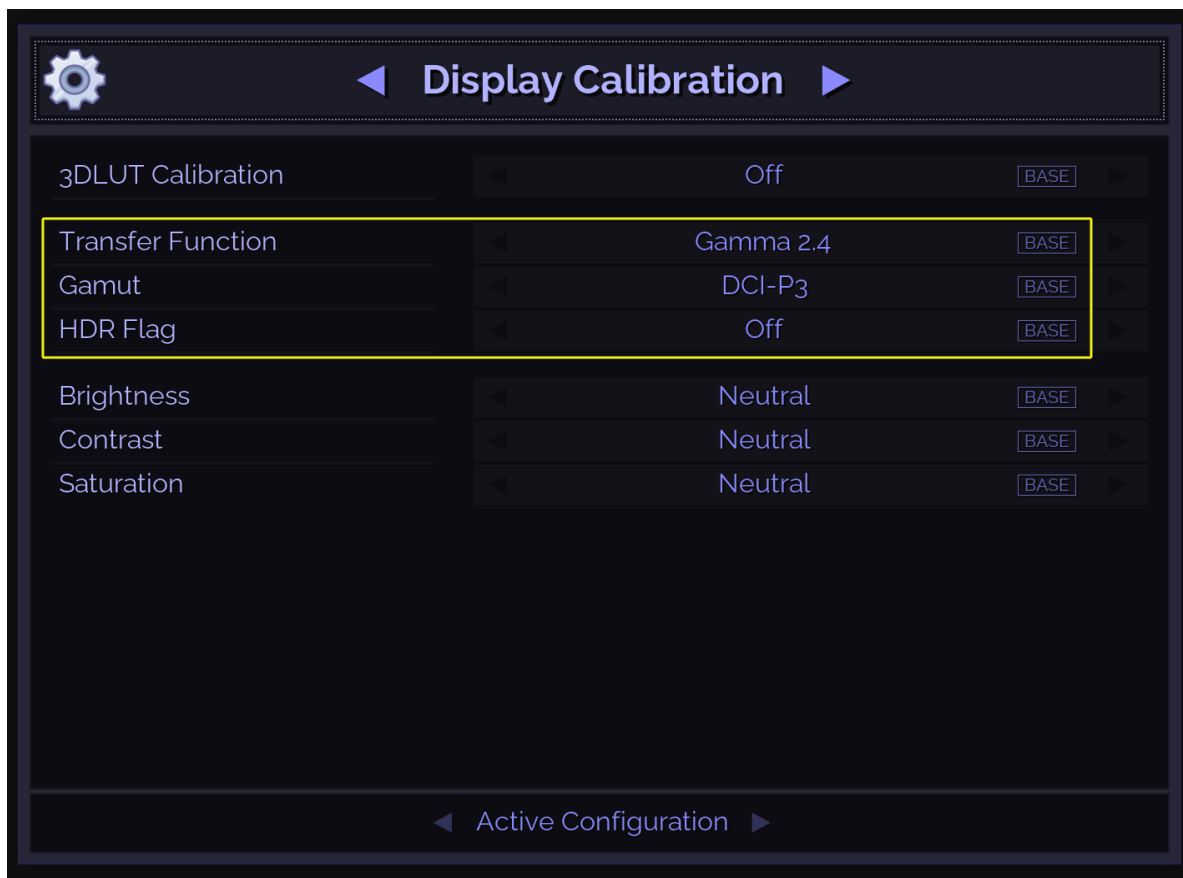 Display Calibration
3DLUT Calibration Off BASE
Transfer Function Gamma 2.4 BASE
Gamut DCI-P3 BASE
HDR Flag Off BASE
Brightness Neutral BASE
Contrast Neutral BASE
Saturation Neutral BASE
Active Configuration